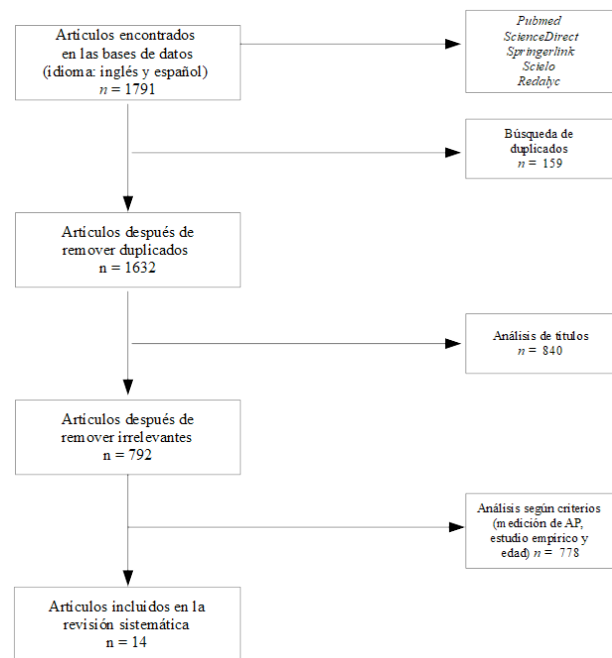 Artículos encontrados
en las bases de datos
(idioma: inglés y español)
n = 1791
Pubmed
ScienceDirect
Springerlink
Scielo
Redalyc
Búsqueda de
duplicados
n = 159
Artículos después de
remover duplicados
n = 1632
Análisis de títulos
n = 840
Artículos después de
remover irrelevantes
n = 792
Análisis según criterios
(medición de AP,
estudio empírico y
edad) n = 778
Artículos incluidos en la
revisión sistemática
n = 14